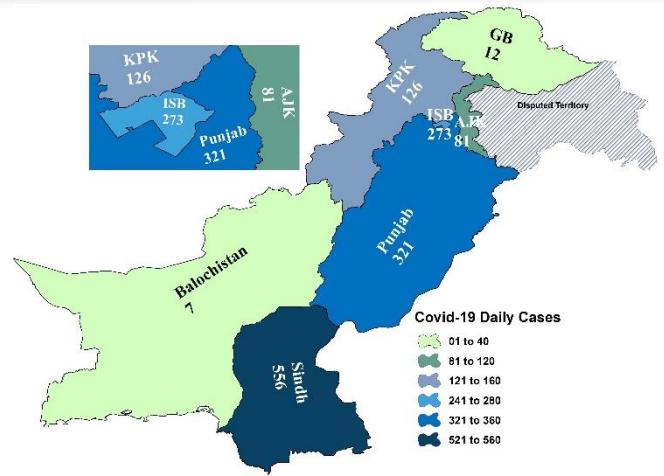 KPK
126
ISB
273
Punjab
321
AJK
81
GB
12
KPK
126
Disputed Territory
ISB
273
AJK
81
Punjab
321
Balochistan
7
Sindh
556
Covid-19 Daily Cases
01 to 40
81 to 120
121 to 160
241 to 280
321 to 360
521 to 560